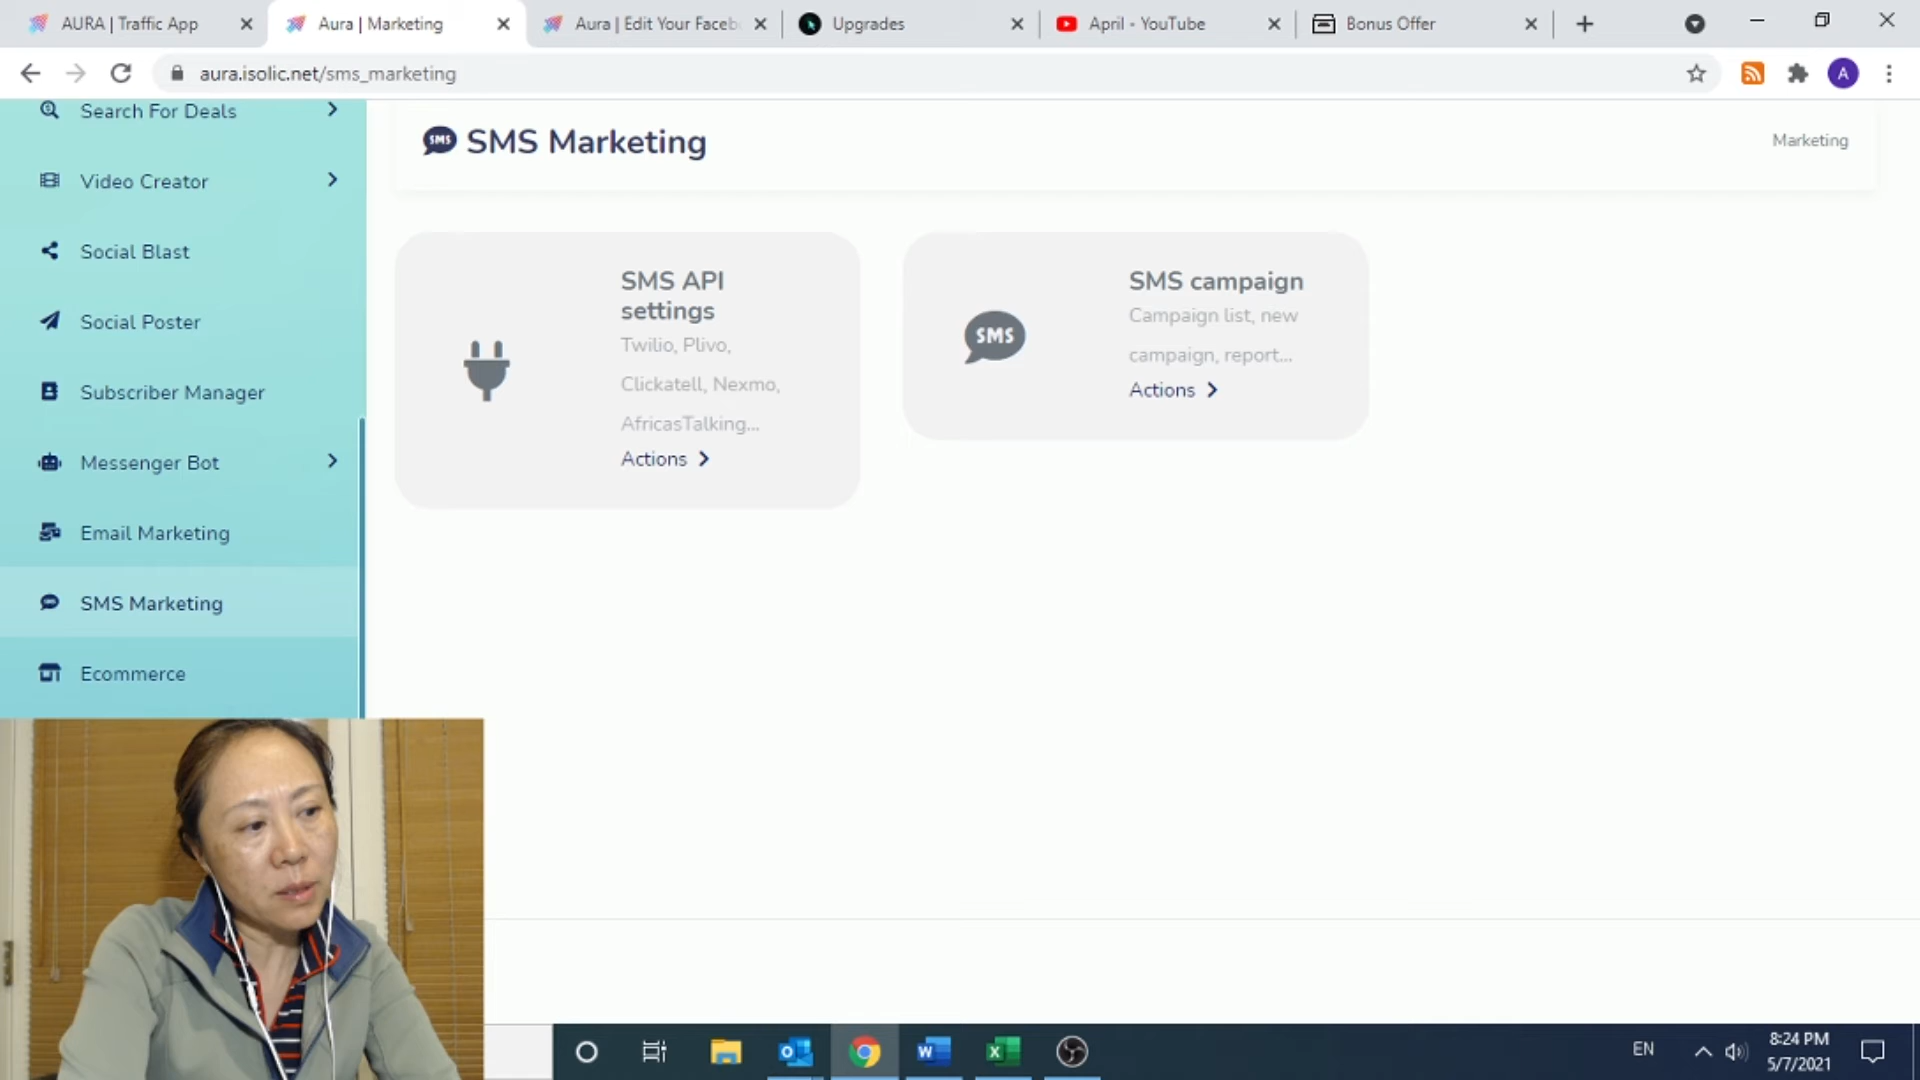 AURA | Traffic App
Aura | Marketing
Aura | Edit Your Faceb
Upgrades
April - YouTube
Bonus Offer
aura.isolic.net/sms_marketing
A
Search For Deals
Video Creator
Social Blast
Social Poster
Subscriber Manager
Messenger Bot
Email Marketing
SMS Marketing
Ecommerce
SMS SMS Marketing
Marketing
SMS API
settings
Twilio, Plivo,
Clickatell, Nexmo,
AfricasTalking...
Actions
SMS
SMS campaign
Campaign list, new
campaign, report...
Actions
EN
8:24 PM
5/7/2021